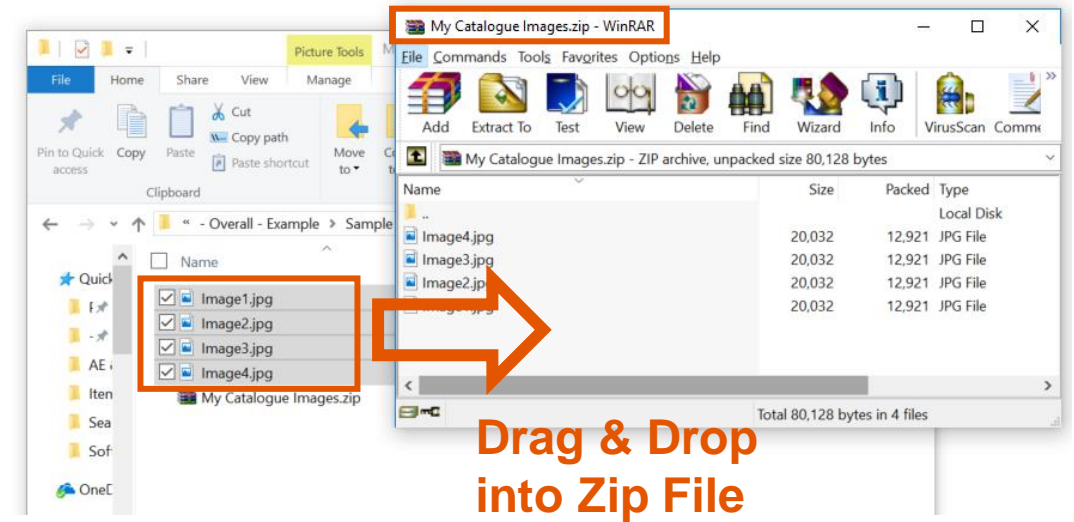 My Catalogue Images.zip - WinRAR
Picture Tools
File Home Share View Manage
File Commands Tools Favorites Options Help
Cut
Copy path
Paste shortcut
Pin to Quick access
Copy
Paste
Move to
Clipboard
Add Extract To Test View Delete Find Wizard Info VirusScan
My Catalogue Images.zip - ZIP archive, unpacked size 80,128 bytes
« - Overall - Example > Sample
Name Size Packed Type
.. Local Disk
Image4.jpg 20,032 12,921 JPG File
Image3.jpg 20,032 12,921 JPG File
Image2.jpg 20,032 12,921 JPG File
20,032 12,921 JPG File
Total 80,128 bytes in 4 files
Name
Image1.jpg
Image2.jpg
Image3.jpg
Image4.jpg
My Catalogue Images.zip
Quick
AE
Sea
Drag & Drop
into Zip File